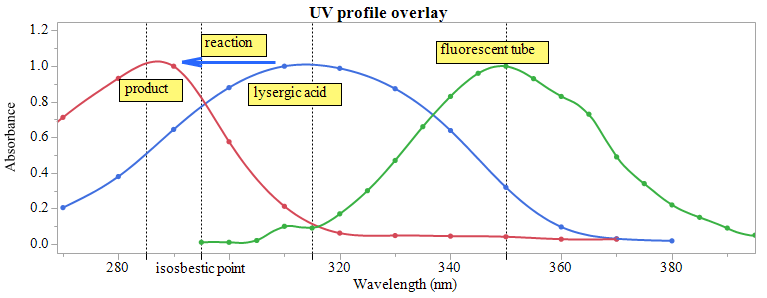 UV profile overlay
1.2
1.0
0.8
0.6
0.4
0.2
0.0
Absorbance
reaction
product
lysergic acid
fluorescent tube
280
isosbestic point
320
340
360
380
Wavelength (nm)